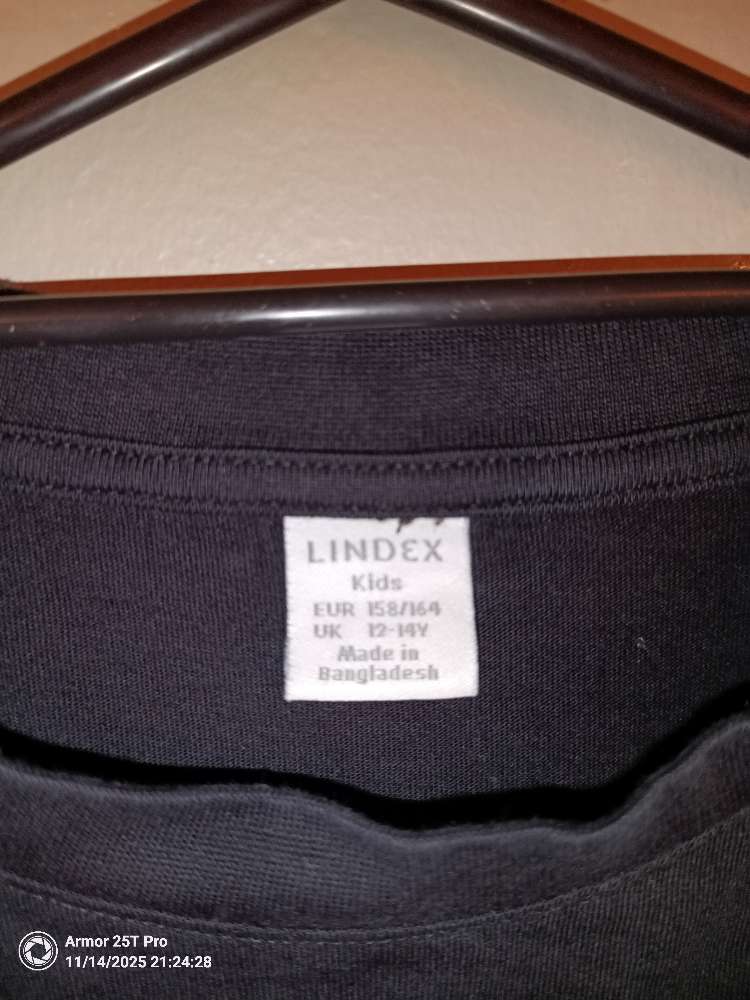 LINDEX
Kids
EUR 158/164
UK 12-14Y
Made in
Bangladesh
Armor 25T Pro
11/14/2025 21:24:28